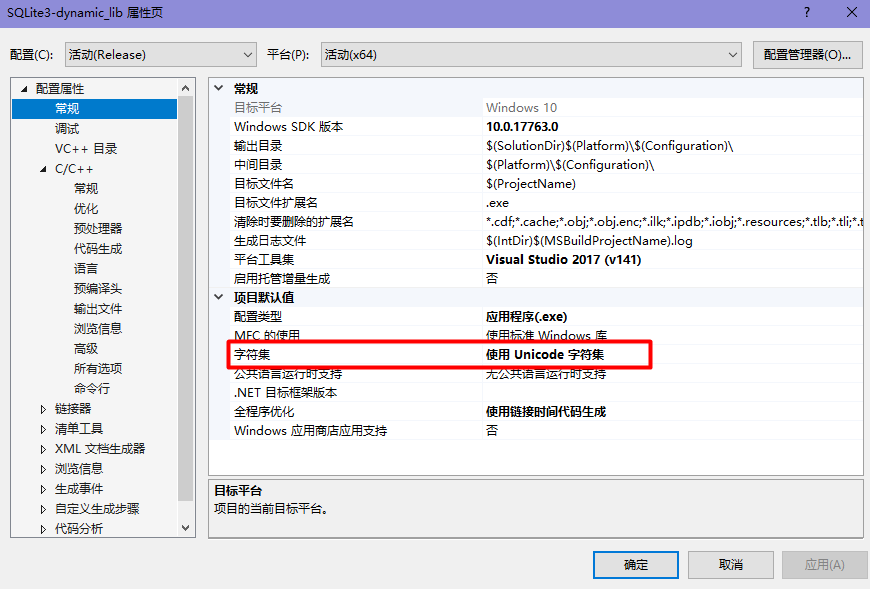 SQLite3-dynamic_lib 属性页
配置(C): 活动(Release) 平台(P): 活动(x64) 配置管理器(O)...
配置属性
常规
调试
VC++ 目录
C/C++
常规
优化
预处理器
代码生成
语言
预编译头
输出文件
浏览信息
高级
所有选项
命令行
链接器
清单工具
XML 文档生成器
浏览信息
生成事件
自定义生成步骤
代码分析
常规
目标平台 Windows 10
Windows SDK 版本 10.0.17763.0
输出目录 $(SolutionDir)$(Platform)\$(Configuration)\
中间目录 $(Platform)\$(Configuration)\
目标文件名 $(ProjectName)
目标文件扩展名 .exe
清除时要删除的扩展名 *.cdf;*.cache;*.obj;*.obj.enc;*.ilk;*.ipdb;*.iobj;*.resources;*.tlb;*.tli;*.t
生成日志文件 $(IntDir)$(MSBuildProjectName).log
平台工具集 Visual Studio 2017 (v141)
启用托管增量生成 否
项目默认值
配置类型 应用程序(.exe)
MFC 的使用 使用标准 Windows 库
字符集 使用 Unicode 字符集
公共语言运行时支持 无公共语言运行时支持
.NET 目标框架版本
全程序优化 使用链接时间代码生成
Windows 应用商店应用支持 否
目标平台
项目的当前目标平台。
确定 取消 应用(A)